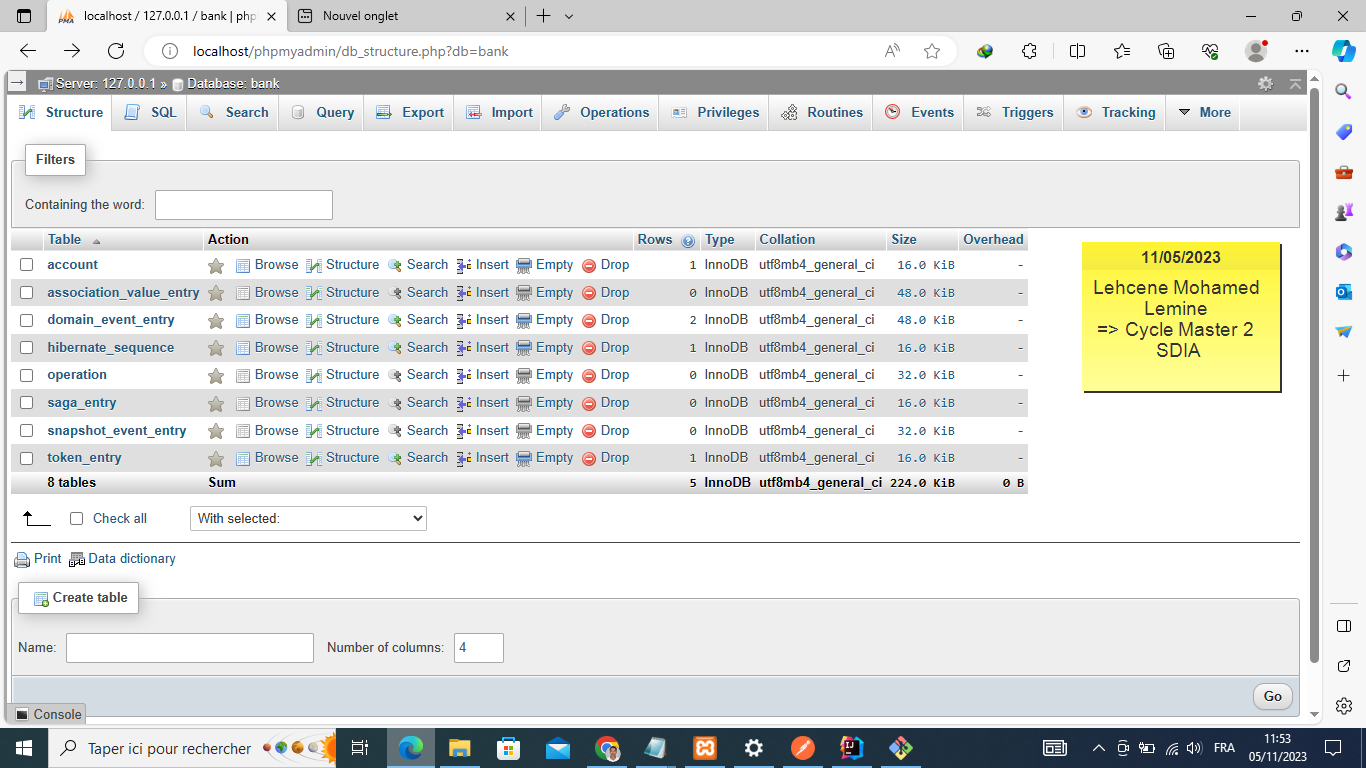 localhost / 127.0.0.1 / bank | php
Nouvel onglet
localhost/phpmyadmin/db_structure.php?db=bank
Server: 127.0.0.1 » Database: bank
Structure SQL Search Query Export Import Operations Privileges Routines Events Triggers Tracking More
Filters
Containing the word:
Table Action Rows Type Collation Size Overhead
account Browse Structure Search Insert Empty Drop 1 InnoDB utf8mb4_general_ci 16.0 KiB -
association_value_entry Browse Structure Search Insert Empty Drop 0 InnoDB utf8mb4_general_ci 48.0 KiB -
domain_event_entry Browse Structure Search Insert Empty Drop 2 InnoDB utf8mb4_general_ci 48.0 KiB -
hibernate_sequence Browse Structure Search Insert Empty Drop 1 InnoDB utf8mb4_general_ci 16.0 KiB -
operation Browse Structure Search Insert Empty Drop 0 InnoDB utf8mb4_general_ci 32.0 KiB -
saga_entry Browse Structure Search Insert Empty Drop 0 InnoDB utf8mb4_general_ci 16.0 KiB -
snapshot_event_entry Browse Structure Search Insert Empty Drop 0 InnoDB utf8mb4_general_ci 32.0 KiB -
token_entry Browse Structure Search Insert Empty Drop 1 InnoDB utf8mb4_general_ci 16.0 KiB -
8 tables Sum 5 InnoDB utf8mb4_general_ci 224.0 KiB 0 B
11/05/2023
Lehcene Mohamed
Lemine
=> Cycle Master 2
SDIA
Check all With selected:
Print Data dictionary
Create table
Name: Number of columns: 4
Go
Console
Taper ici pour rechercher
FRA
11:53
05/11/2023